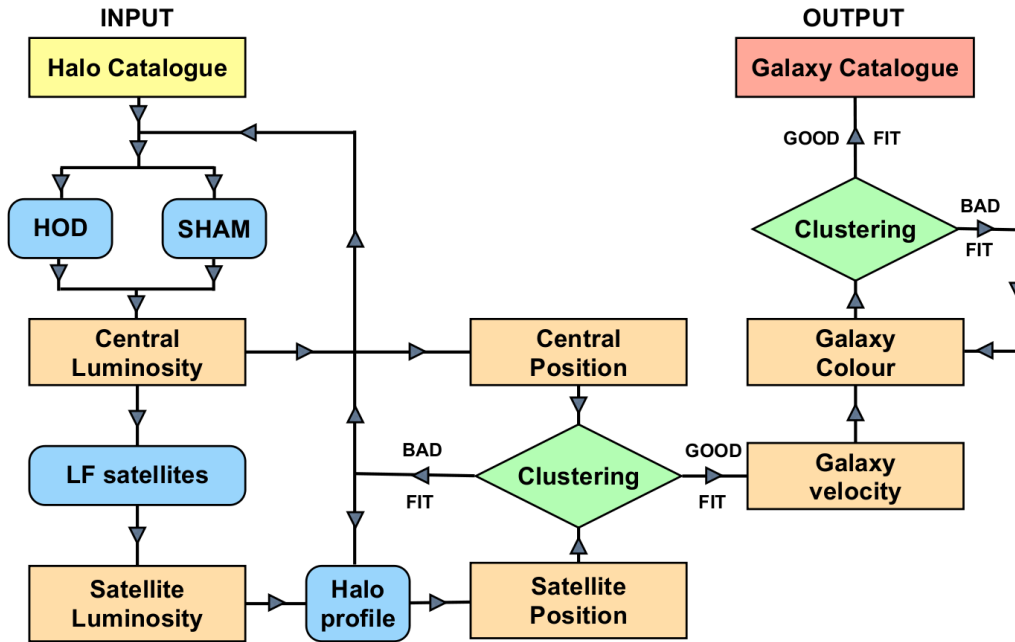 INPUT
OUTPUT
Halo Catalogue
Galaxy Catalogue
GOOD FIT
HOD
SHAM
Clustering
BAD
FIT
Central
Luminosity
Central
Position
Galaxy
Colour
LF satellites
BAD
FIT
Clustering
GOOD
FIT
Galaxy
velocity
Satellite
Luminosity
Halo
profile
Satellite
Position